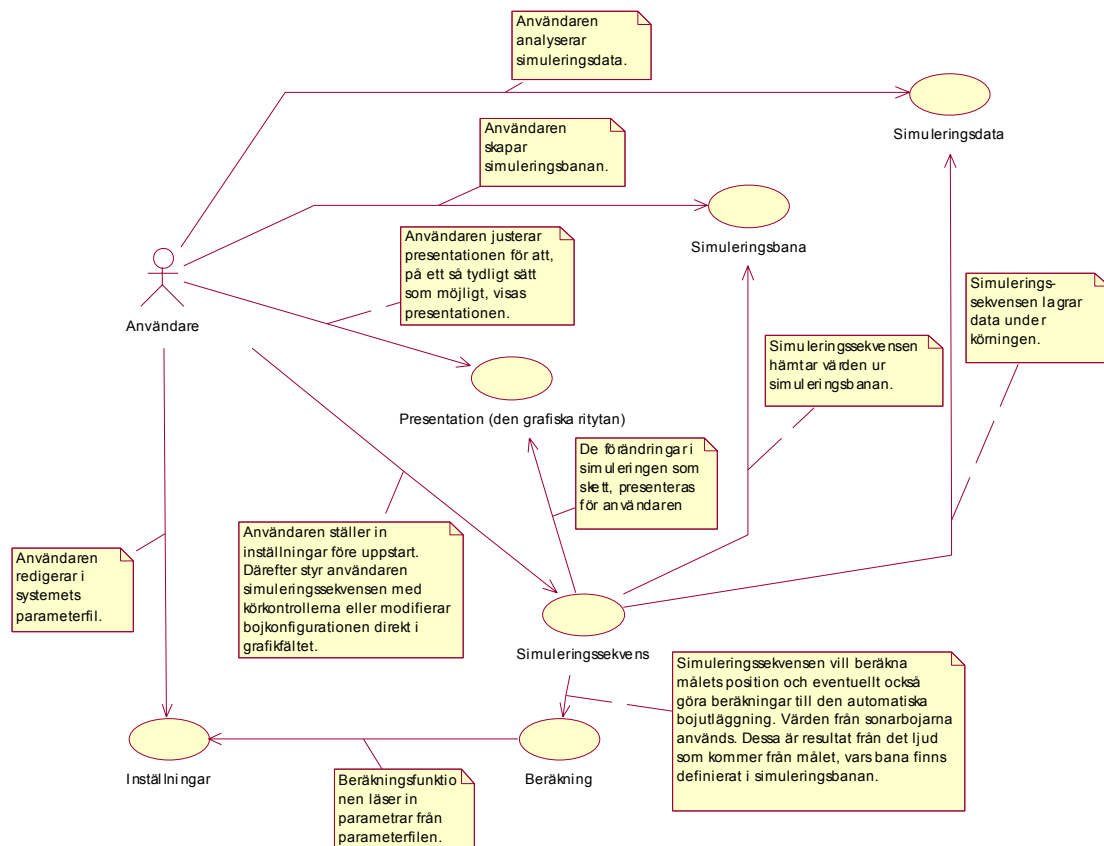 Användaren
analyserar
simuleringsdata.
Simuleringsdata
Användaren
skapar
simuleringsbanan.
Simuleringsbana
Användaren justerar
presentationen för att,
på ett så tydligt sätt
som möjligt, visas
presentationen.
Användare
Simulerings-
sekvensen lagrar
data under
körningen.
Simuleringssekvensen
hämtar värden ur
simuleringsbanan.
Presentation (den grafiska ritytan)
De förändringar i
simuleringen som
skett, presenteras
för användaren
Användaren ställer in
inställningar före uppstart.
Därefter styr användaren
simuleringssekvensen med
körkontrollerna eller modifierar
bojkonfigurationen direkt i
grafikfältet.
Användaren
redigerar i
systemets
parameterfil.
Simuleringssekvens
Simuleringssekvensen vill beräkna
målets position och eventuellt också
göra beräkningar till den automatiska
bojutläggning. Värden från sonarbojarna
används. Dessa är resultat från det ljud
som kommer från målet, vars bana finns
definierat i simuleringsbanan.
Inställningar
Beräkning
Beräkningsfunktio
nen läser in
parametrar från
parameterfilen.